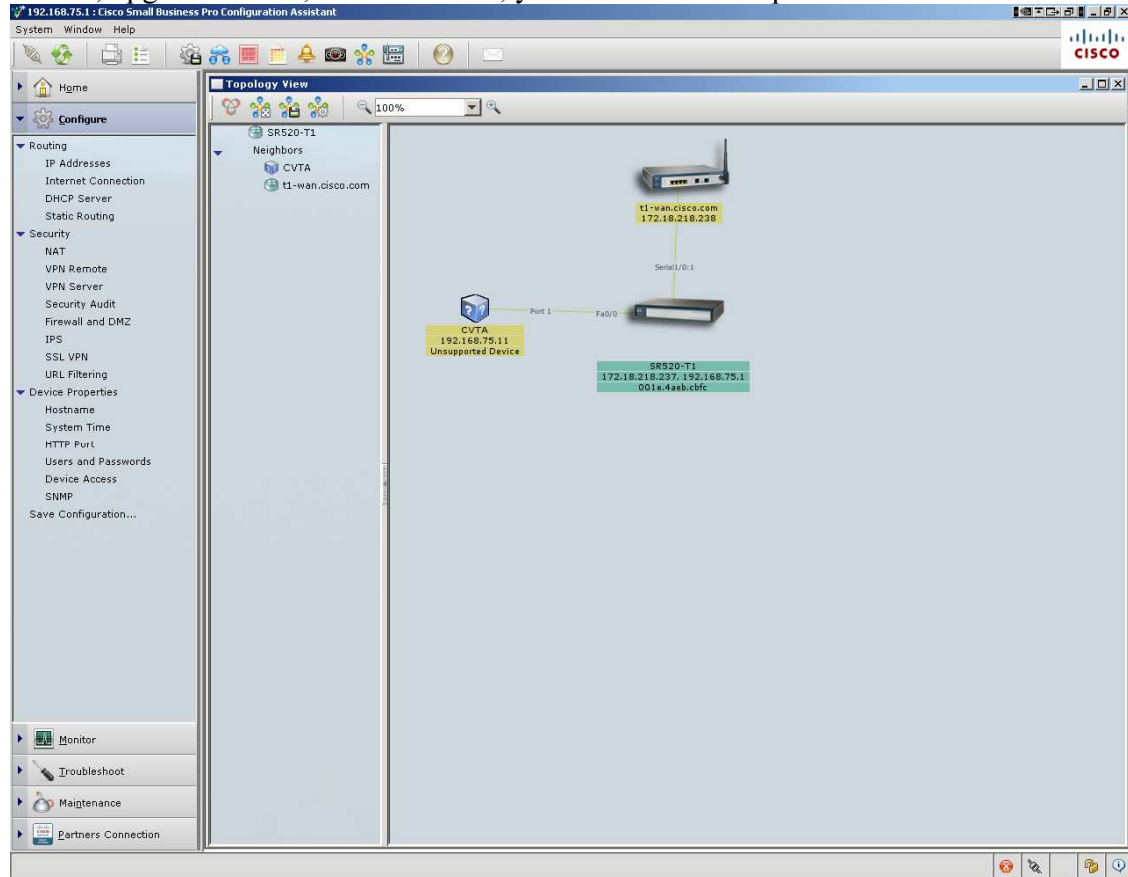 192.168.75.1 : Cisco Small Business Pro Configuration Assistant
System Window Help
CISCO
Home
Configure
Routing
IP Addresses
Internet Connection
DHCP Server
Static Routing
Security
NAT
VPN Remote
VPN Server
Security Audit
Firewall and DMZ
IPS
SSL VPN
URL Filtering
Device Properties
Hostname
System Time
HTTP Port
Users and Passwords
Device Access
SNMP
Save Configuration...
Monitor
Troubleshoot
Maintenance
Partners Connection
Topology View
100%
SR520-T1
Neighbors
CVTA
t1-wan.cisco.com
t1-wan.cisco.com
172.18.218.238
Serial1/0:1
Port 1
Fa0/0
CVTA
192.168.75.11
Unsupported Device
SR520-T1
172.18.218.237, 192.168.75.1
001e.4aeb.cbfc